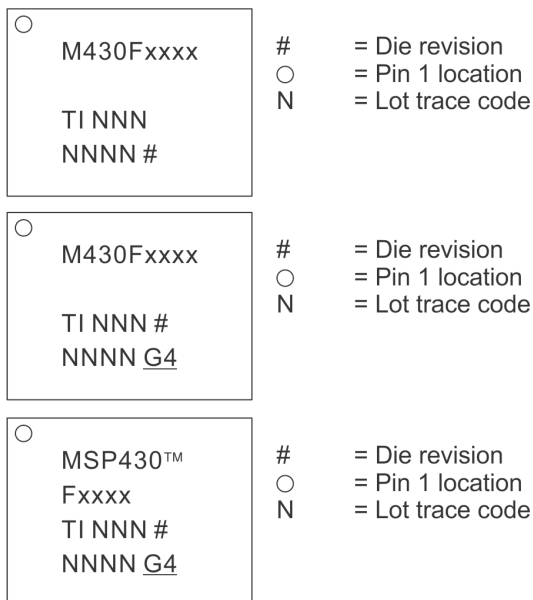 M430Fxxxx
TI NNN
NNNN #
# = Die revision
○ = Pin 1 location
N = Lot trace code
M430Fxxxx
TI NNN #
NNNN G4
# = Die revision
○ = Pin 1 location
N = Lot trace code
MSP430™
Fxxxx
TI NNN #
NNNN G4
# = Die revision
○ = Pin 1 location
N = Lot trace code